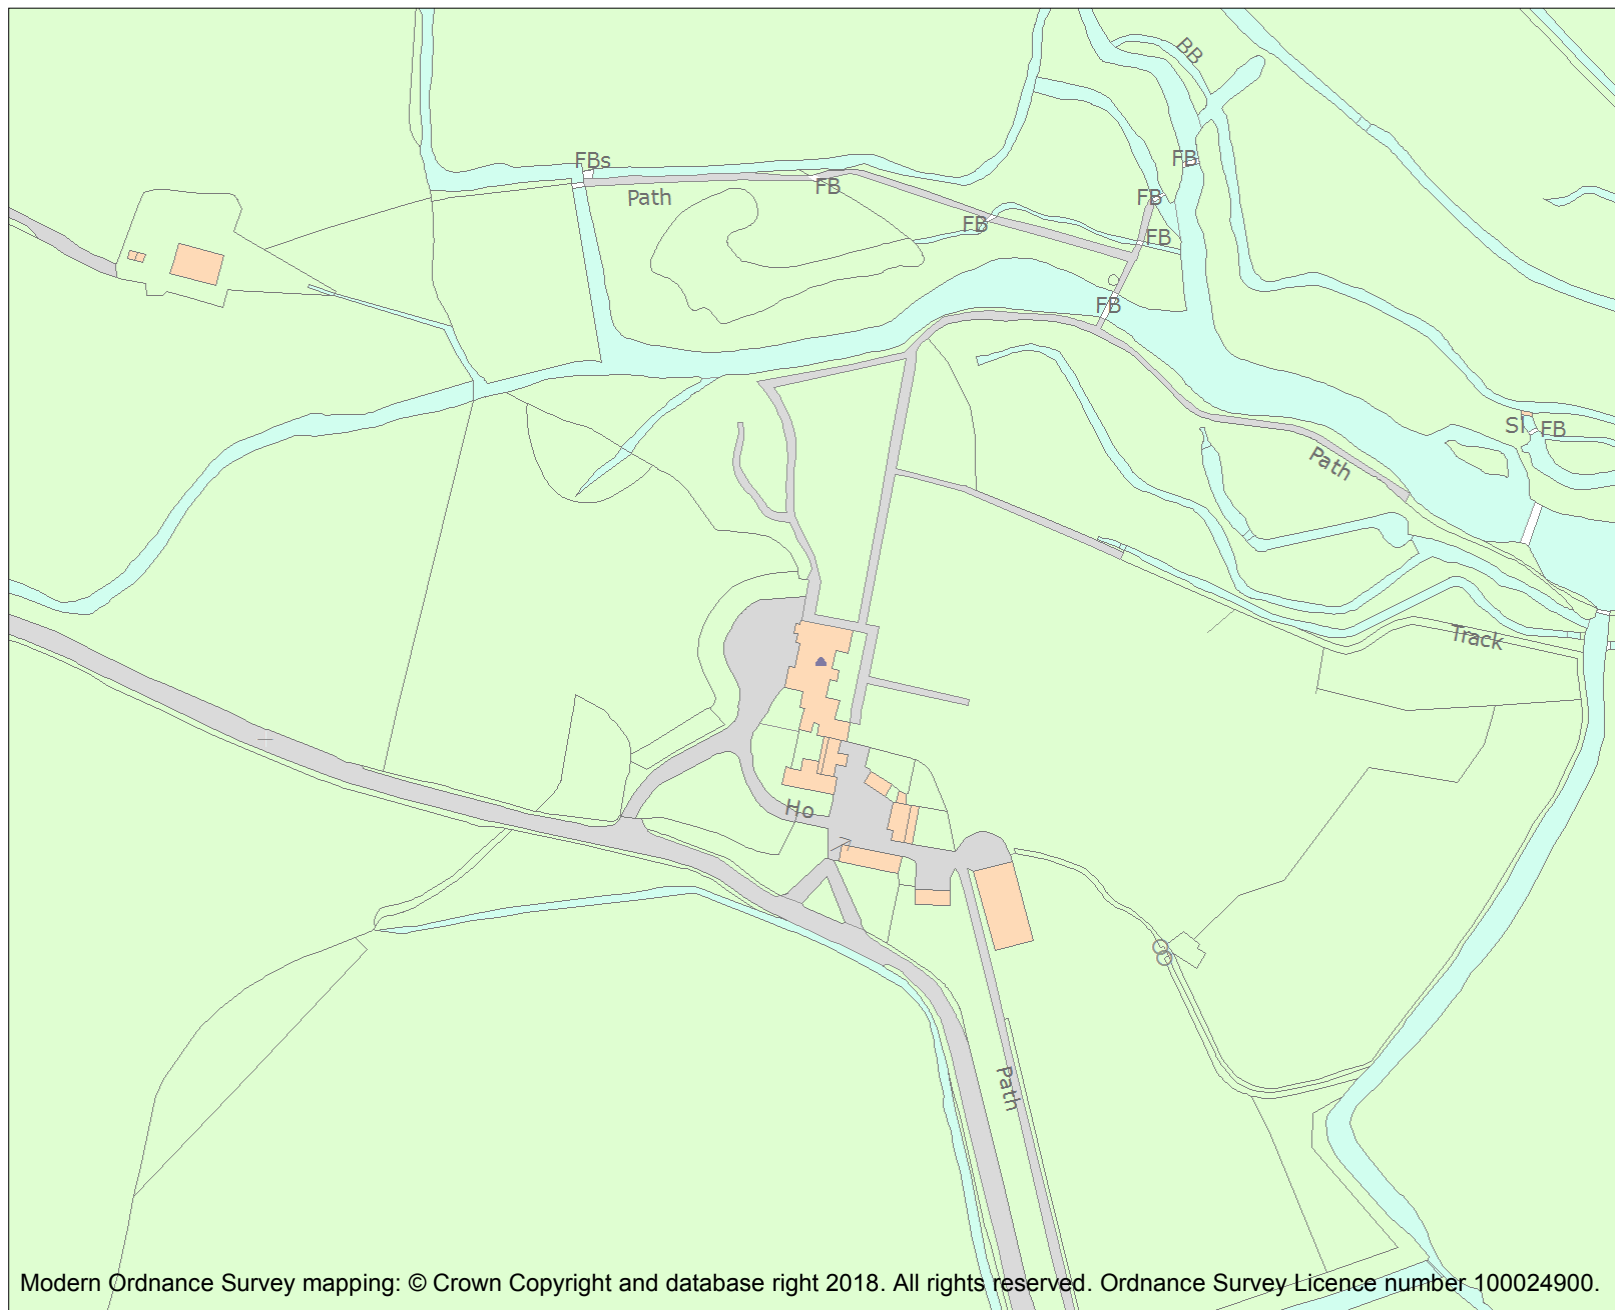 BB
FBs
FB
Path
FB
FB
FB
FB
FB
Sl
FB
Path
Track
Ho
Path
Modern Ordnance Survey mapping: © Crown Copyright and database right 2018. All rights reserved. Ordnance Survey Licence number 100024900.